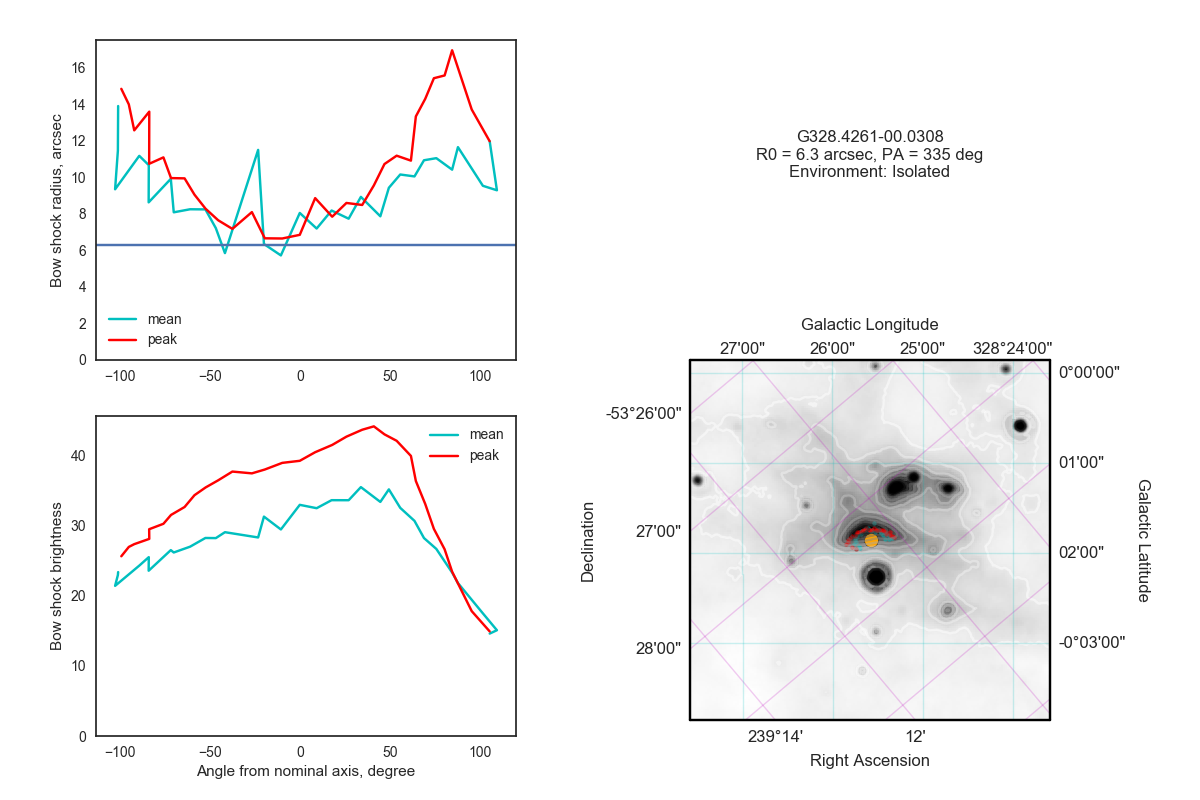 16
14
12
10
8
6
4
2
0
Bow shock radius, arcsec
mean
peak
−100
−50
0
50
100
40
30
20
10
0
Bow shock brightness
mean
peak
−100
−50
0
50
100
Angle from nominal axis, degree
G328.4261-00.0308
R0 = 6.3 arcsec, PA = 335 deg
Environment: Isolated
Galactic Longitude
27'00"
26'00"
25'00"
328°24'00"
-53°26'00"
27'00"
28'00"
Declination
0°00'00"
01'00"
02'00"
-0°03'00"
Galactic Latitude
239°14'
12'
Right Ascension